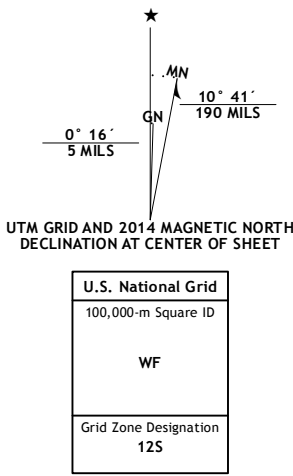 ★
MN
GN
10° 41´
190 MILS
0° 16´
5 MILS
UTM GRID AND 2014 MAGNETIC NORTH
DECLINATION AT CENTER OF SHEET
U.S. National Grid
100,000-m Square ID
WF
Grid Zone Designation
12S